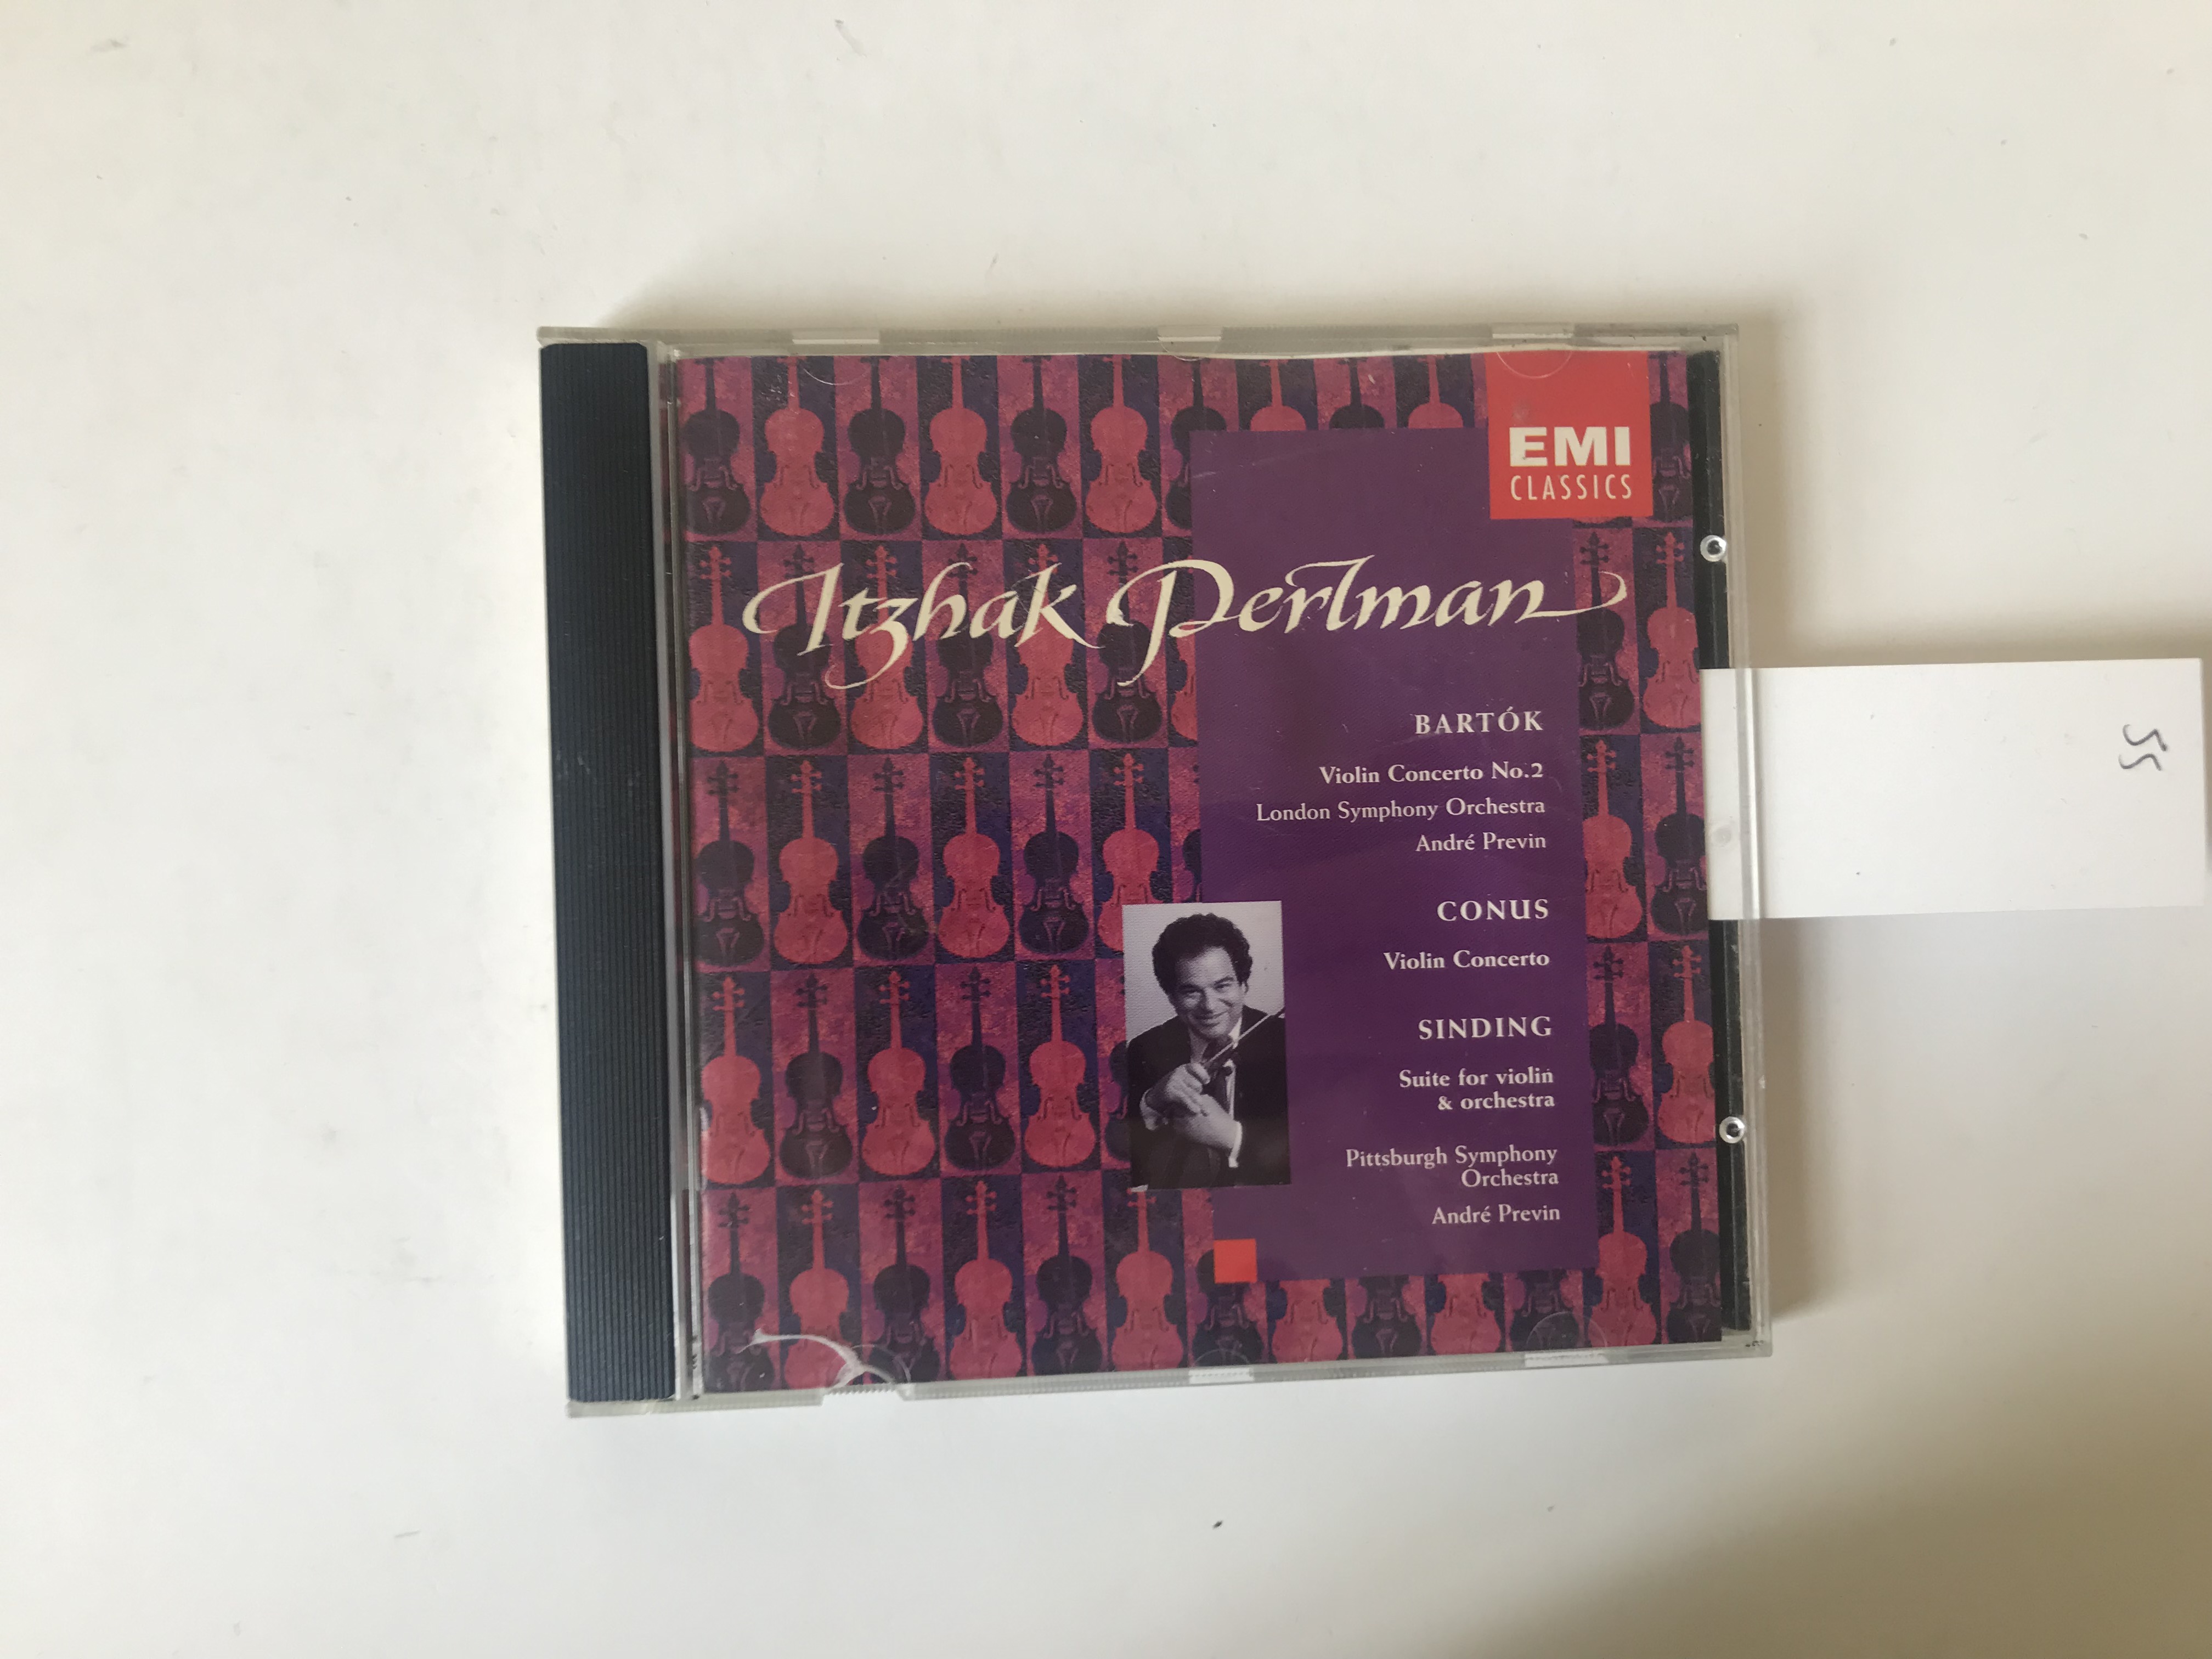 EMI
CLASSICS
Itzhak Perlman
BARTÓK
Violin Concerto No.2
London Symphony Orchestra
André Previn
CONUS
Violin Concerto
SINDING
Suite for violin
& orchestra
Pittsburgh Symphony
Orchestra
André Previn
55